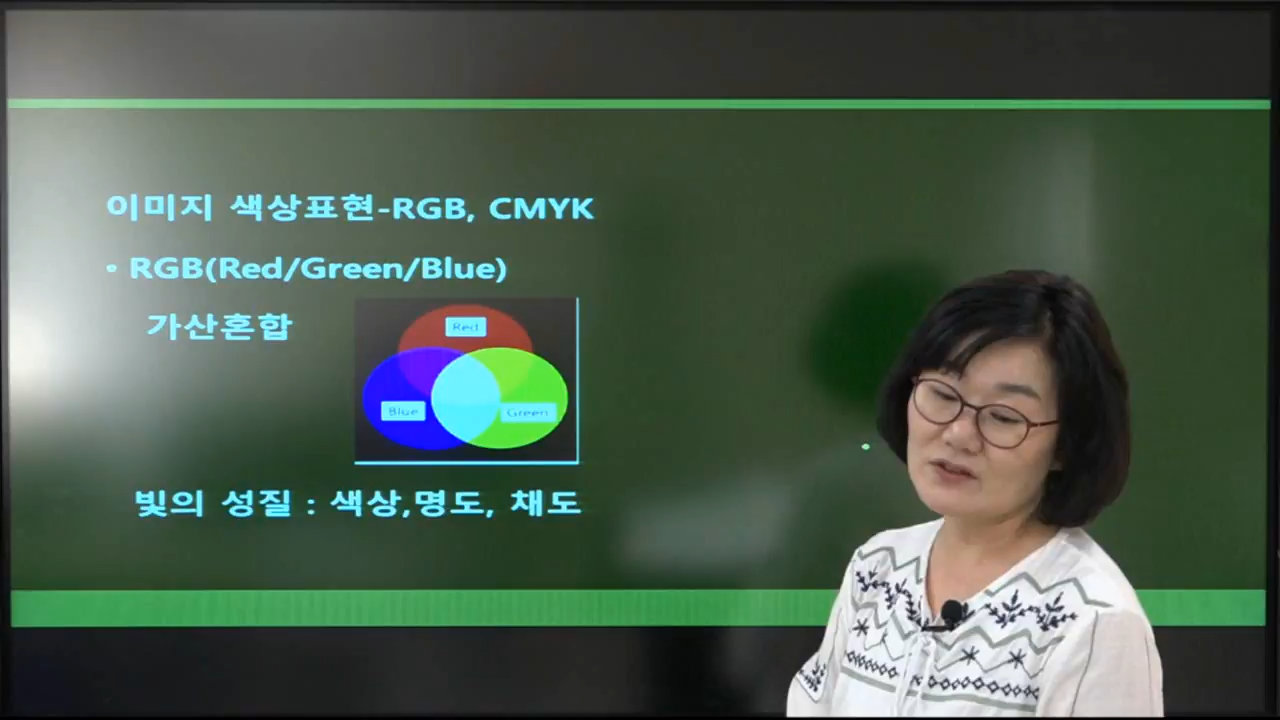 이미지 색상표현-RGB, CMYK
• RGB(Red/Green/Blue)
가산혼합
Red
Blue
Green
빛의 성질 : 색상,명도, 채도